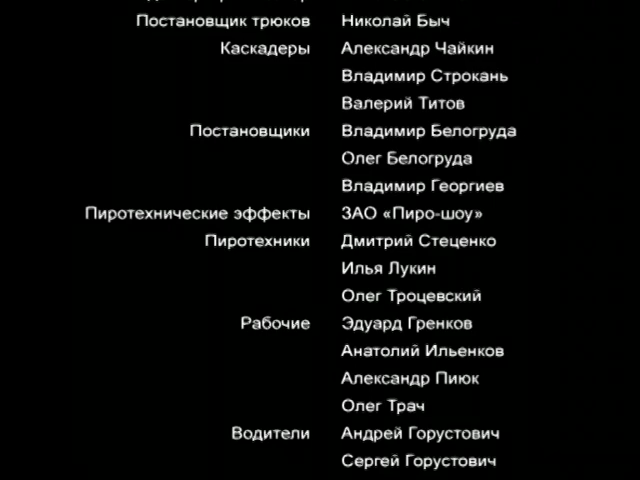 Постановщик трюков Николай Быч
Каскадеры Александр Чайкин
Владимир Строкань
Валерий Титов
Постановщики Владимир Белогруда
Олег Белогруда
Владимир Георгиев
Пиротехнические эффекты ЗАО «Пиро-шоу»
Пиротехники Дмитрий Стеценко
Илья Лукин
Олег Троцевский
Рабочие Эдуард Гренков
Анатолий Ильенков
Александр Пиюк
Олег Трач
Водители Андрей Горустович
Сергей Горустович